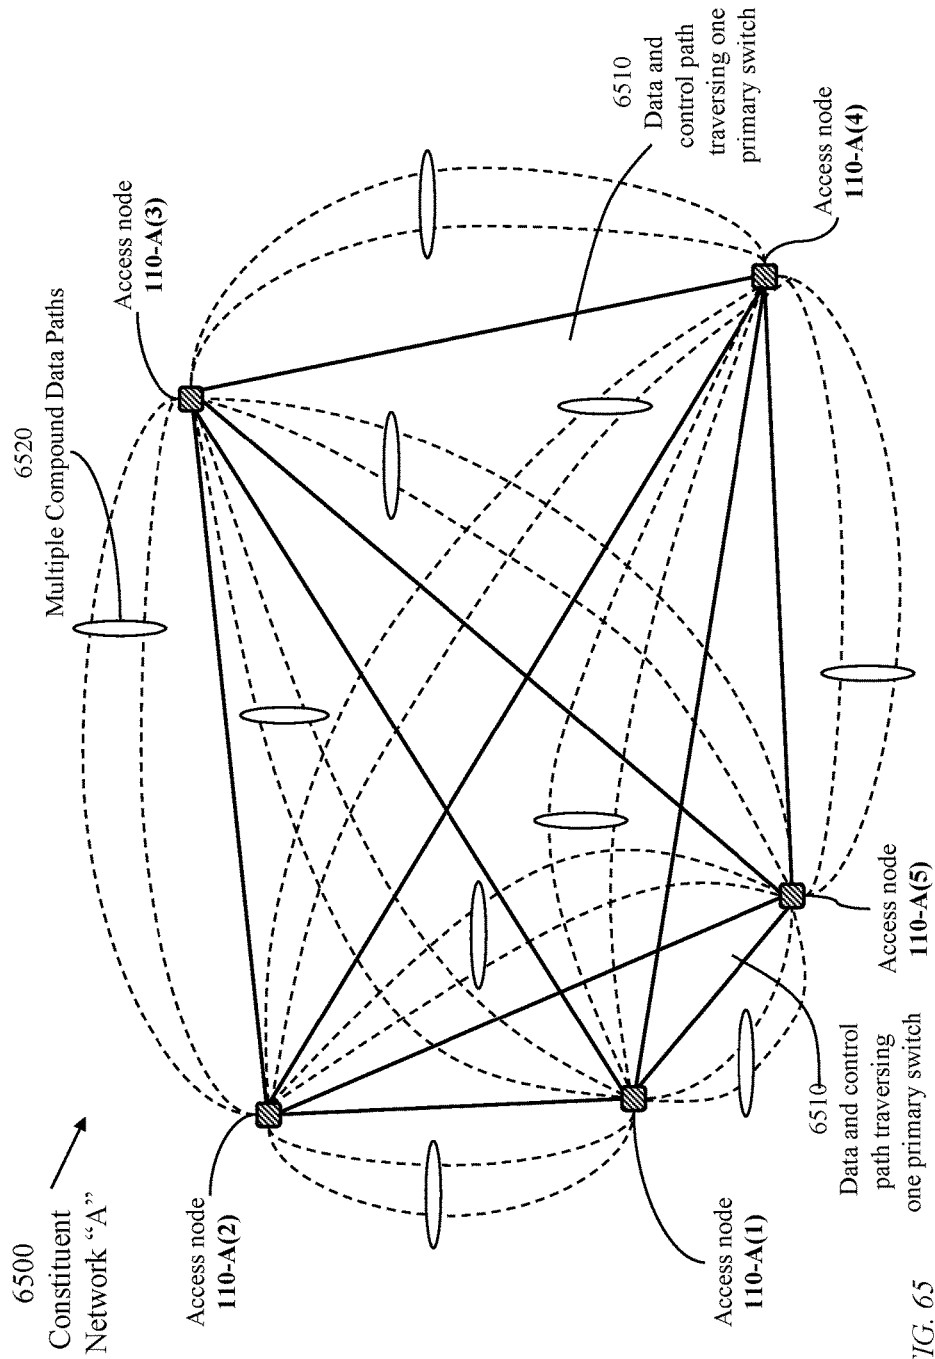 6500
Constituent
Network “A”
6520
Multiple Compound Data Paths
Access node
110-A(3)
Access node
110-A(2)
6510
Data and
control path
traversing one
primary switch
Access node
110-A(1)
Access node
110-A(4)
6510
Data and control
path traversing
one primary switch
Access node
110-A(5)
FIG. 65